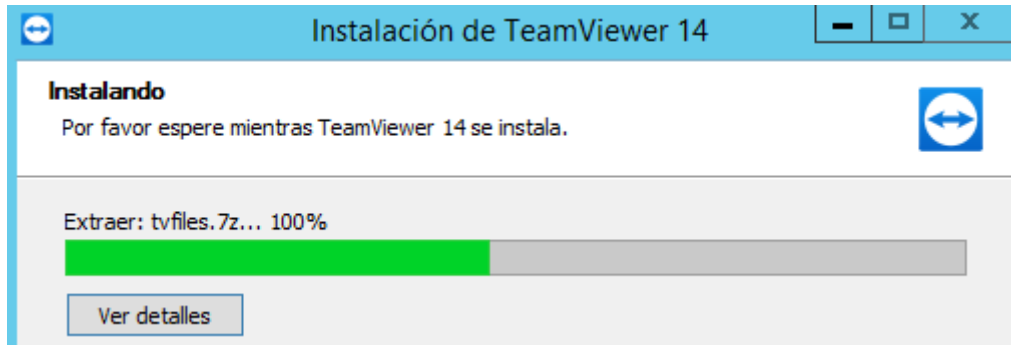 Instalación de TeamViewer 14
Instalando
Por favor espere mientras TeamViewer 14 se instala.
Extraer: tvfiles.7z... 100%
Ver detalles